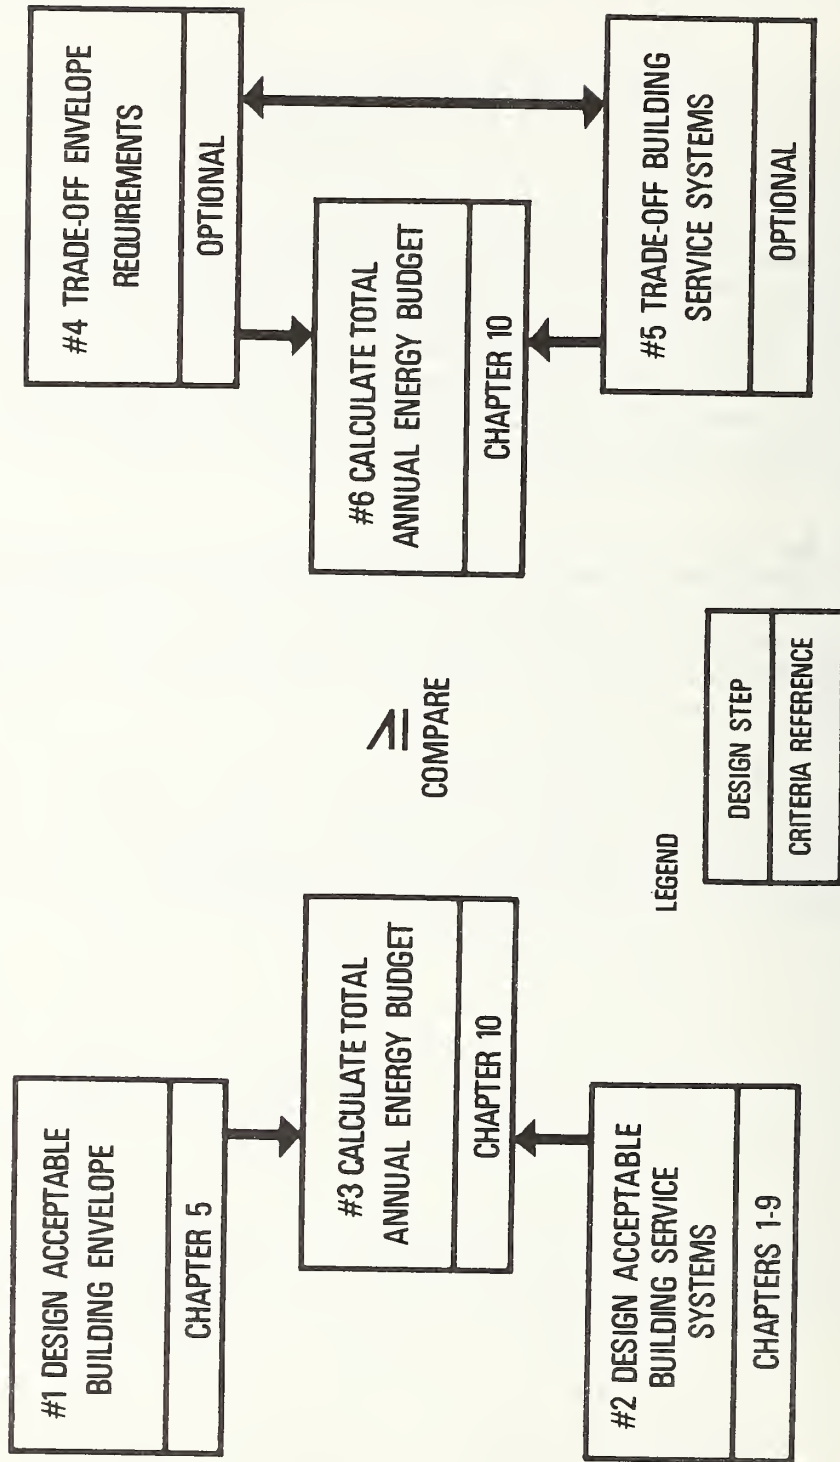 #1 DESIGN ACCEPTABLE
BUILDING ENVELOPE
CHAPTER 5
#2 DESIGN ACCEPTABLE
BUILDING SERVICE
SYSTEMS
CHAPTERS 1-9
#3 CALCULATE TOTAL
ANNUAL ENERGY BUDGET
CHAPTER 10
≥
COMPARE
#4 TRADE-OFF ENVELOPE
REQUIREMENTS
OPTIONAL
#6 CALCULATE TOTAL
ANNUAL ENERGY BUDGET
CHAPTER 10
#5 TRADE-OFF BUILDING
SERVICE SYSTEMS
OPTIONAL
LEGEND
DESIGN STEP
CRITERIA REFERENCE